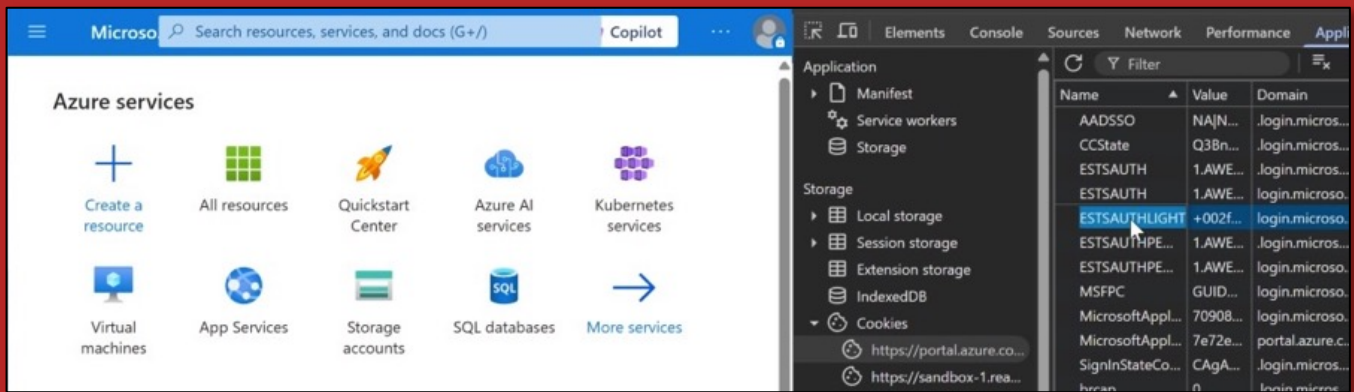 Microso.
Search resources, services, and docs (G+/)
Copilot
...
Azure services
Create a
resource
All resources
Quickstart
Center
Azure AI
services
Kubernetes
services
Virtual
machines
App Services
Storage
accounts
SQL
SQL databases
More services
Elements Console Sources Network Performance Appli
Application
Manifest
Service workers
Storage
Storage
Local storage
Session storage
Extension storage
IndexedDB
Cookies
https://portal.azure.co...
https://sandbox-1.rea...
Filter
Name Value Domain
AADSSO NA|N... .login.micros...
CCState Q3Bn... .login.micros...
ESTSAUTH 1.AWE... .login.micros...
ESTSAUTH 1.AWE... login.microso.
ESTSAUTHLIGHT +002f... login.microso.
ESTSAUTHPE... 1.AWE... .login.micros...
ESTSAUTHPE... 1.AWE... login.microso.
MSFPC GUID... login.microso.
MicrosoftAppl... 70908... login.microso.
MicrosoftAppl... 7e72e... portal.azure.c...
SignInStateCo... CAgA... .login.micros...
brcap 0 .login.micros